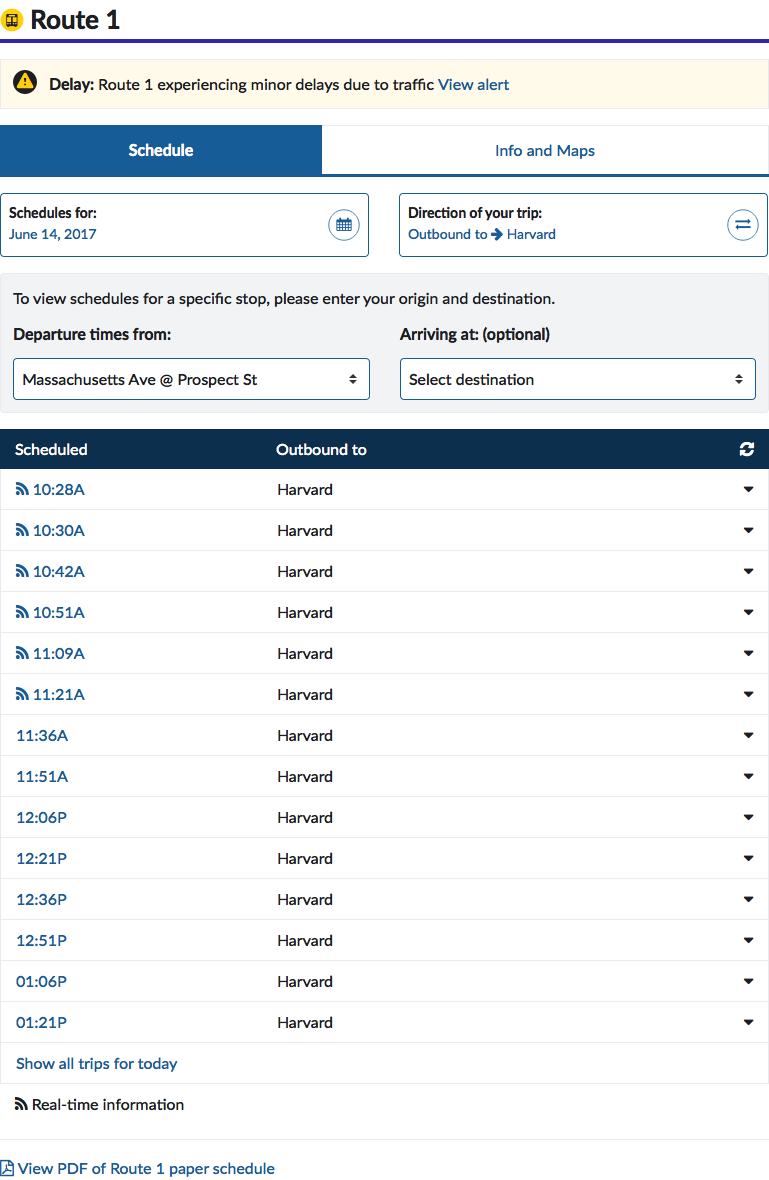 Route 1
Delay: Route 1 experiencing minor delays due to traffic View alert
Schedule
Info and Maps
Schedules for:
June 14, 2017
Direction of your trip:
Outbound to Harvard
To view schedules for a specific stop, please enter your origin and destination.
Departure times from:
Massachusetts Ave @ Prospect St
Arriving at: (optional)
Select destination
Scheduled Outbound to
10:28A Harvard
10:30A Harvard
10:42A Harvard
10:51A Harvard
11:09A Harvard
11:21A Harvard
11:36A Harvard
11:51A Harvard
12:06P Harvard
12:21P Harvard
12:36P Harvard
12:51P Harvard
01:06P Harvard
01:21P Harvard
Show all trips for today
Real-time information
View PDF of Route 1 paper schedule